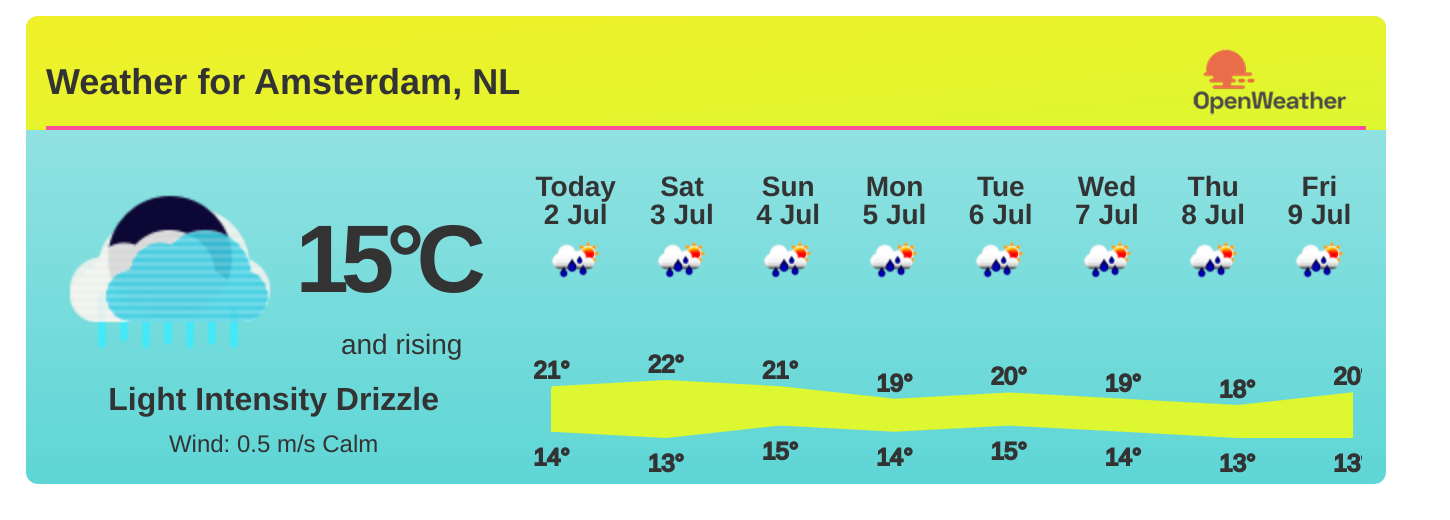 Weather for Amsterdam, NL
OpenWeather
15°C
and rising
Light Intensity Drizzle
Wind: 0.5 m/s Calm
Today Sat Sun Mon Tue Wed Thu Fri
2 Jul 3 Jul 4 Jul 5 Jul 6 Jul 7 Jul 8 Jul 9 Jul
21° 22° 21° 19° 20° 19° 18° 20°
14° 13° 15° 14° 15° 14° 13° 13°